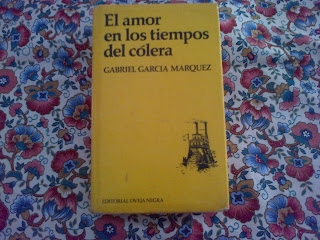 El amor
en los tiempos
del cólera
GABRIEL GARCIA MARQUEZ
EDITORIAL OVEJA NEGRA